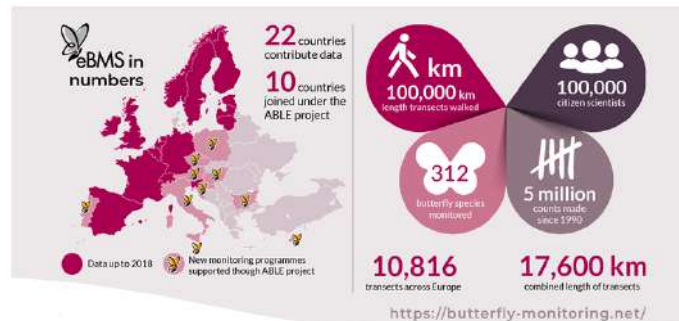 eBMS in
numbers
22 countries
contribute data
10 countries
joined under the
ABLE project
Data up to 2018
New monitoring programmes
supported though ABLE project
km
100,000 km
length transects walked
100,000
citizen scientists
312
butterfly species
monitored
5 million
counts made
since 1990
10,816
transects across Europe
17,600 km
combined length of transects
https://butterfly-monitoring.net/